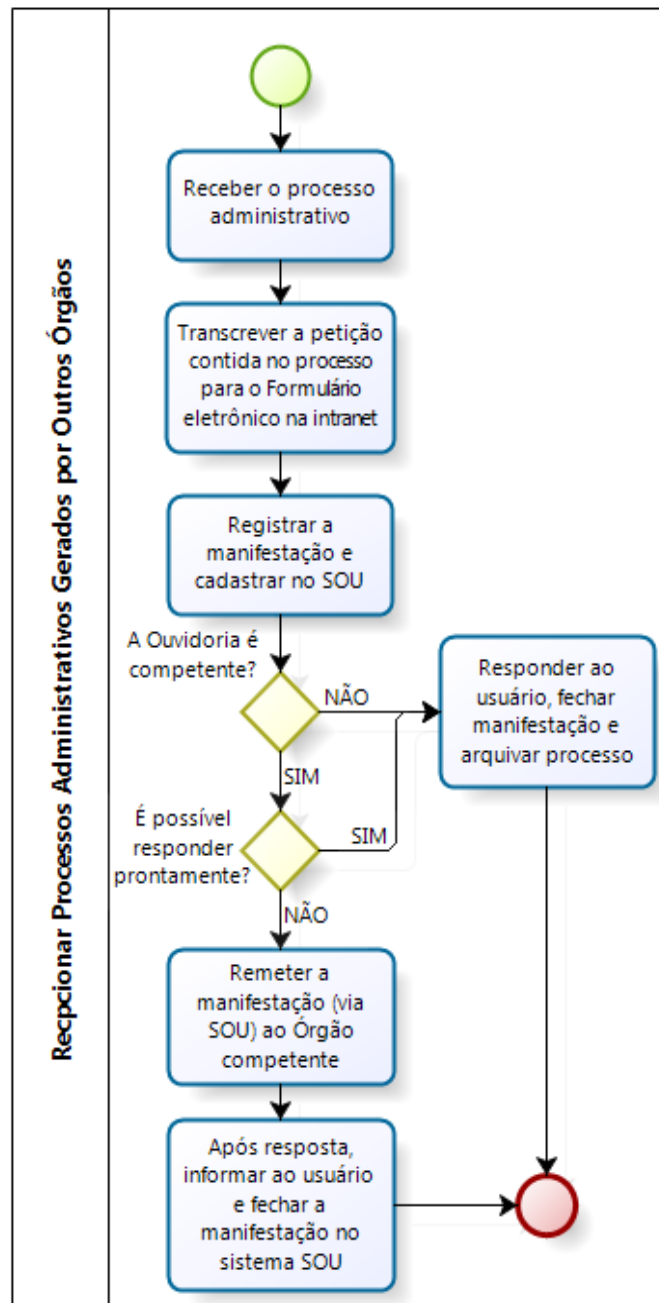 Recpcionar Processos Administrativos Gerados por Outros Órgãos
Receber o processo
administrativo
Transcrever a petição
contida no processo
para o Formulário
eletrônico na intranet
Registrar a
manifestação e
cadastrar no SOU
A Ouvidoria é
competente?
NÃO
Responder ao
usuário, fechar
manifestação e
arquivar processo
SIM
É possível
responder
prontamente?
SIM
NÃO
Remeter a
manifestação (via
SOU) ao Órgão
competente
Após resposta,
informar ao usuário
e fechar a
manifestação no
sistema SOU